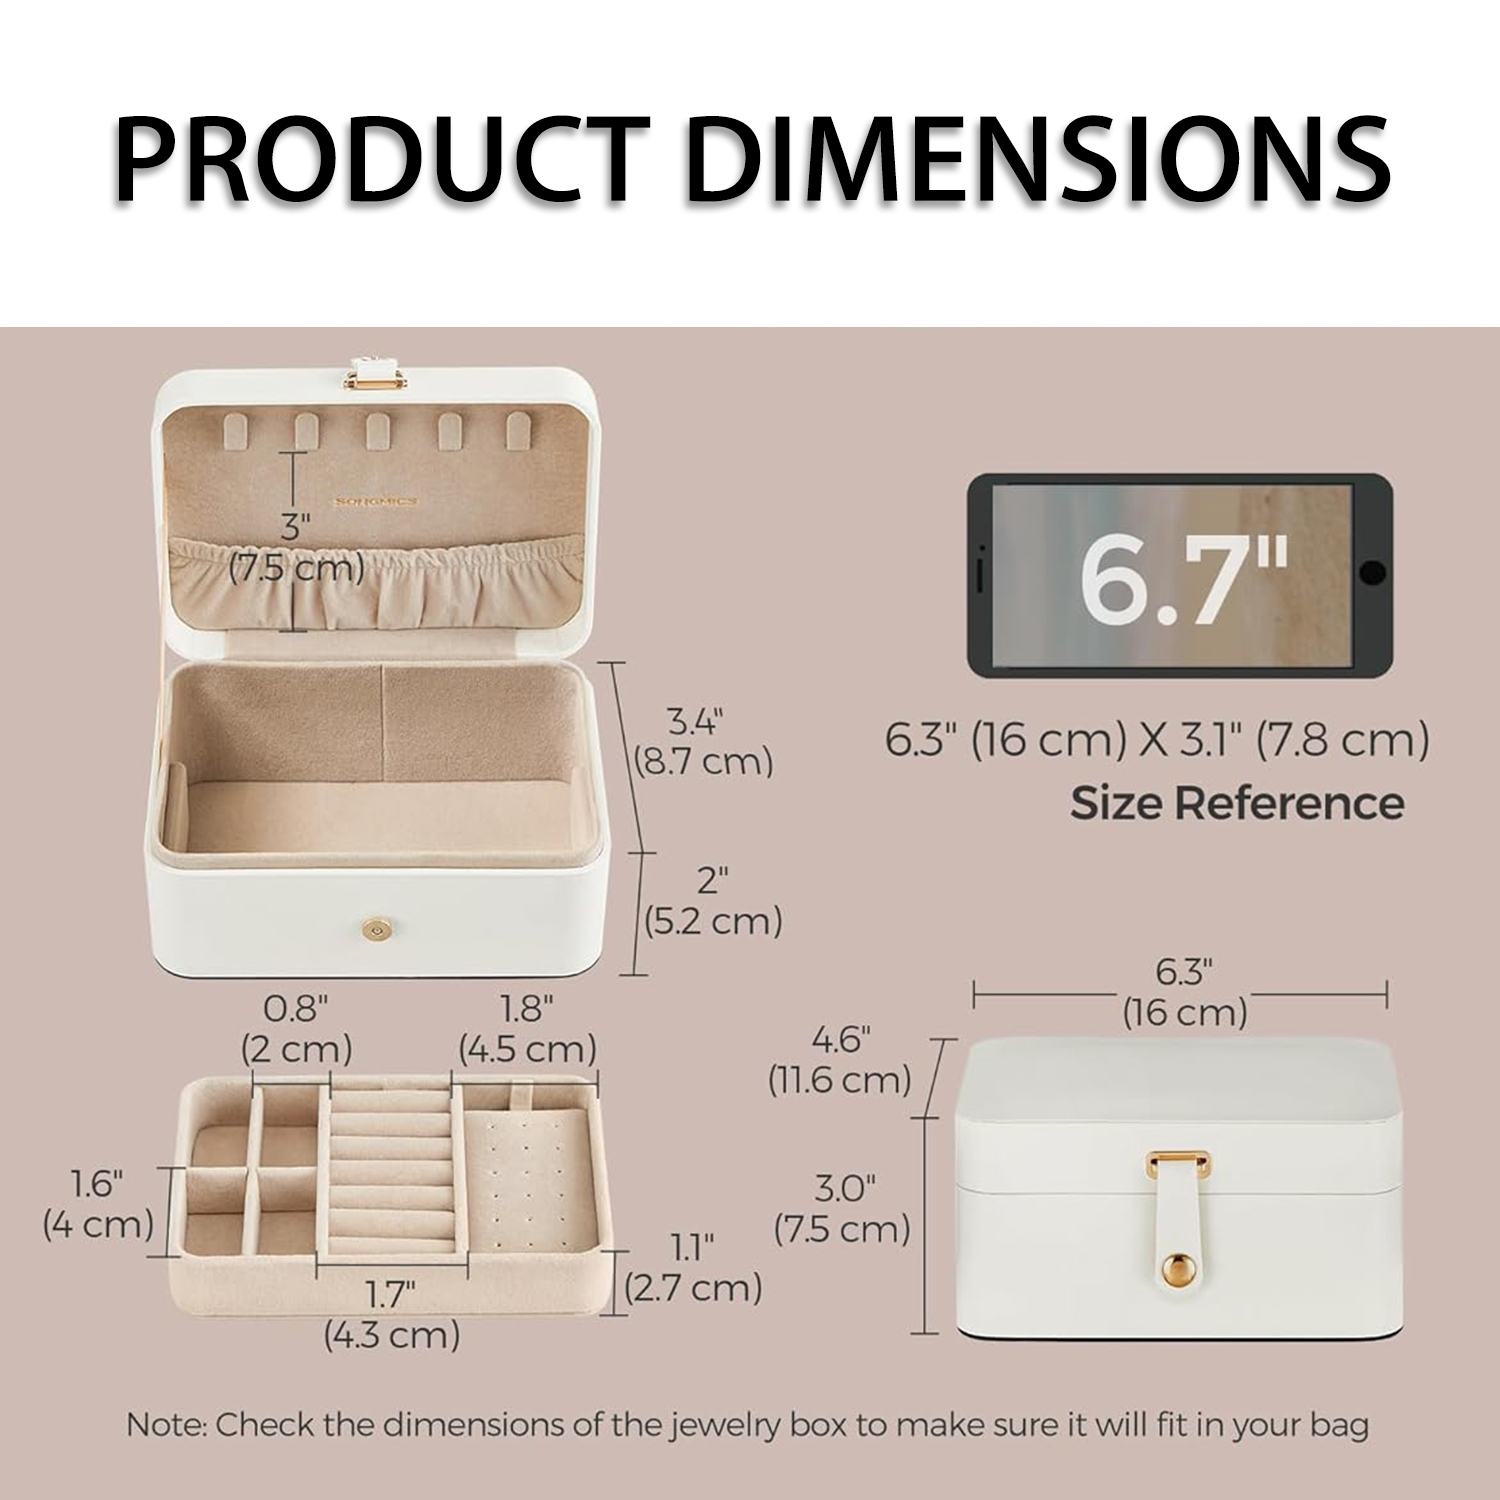 PRODUCT DIMENSIONS
SONGMICS
3"
(7.5 cm)
3.4"
(8.7 cm)
2"
(5.2 cm)
6.7"
6.3" (16 cm) X 3.1" (7.8 cm)
Size Reference
0.8"
(2 cm)
1.8"
(4.5 cm)
1.6"
(4 cm)
1.7"
(4.3 cm)
1.1"
(2.7 cm)
6.3"
(16 cm)
4.6"
(11.6 cm)
3.0"
(7.5 cm)
Note: Check the dimensions of the jewelry box to make sure it will fit in your bag